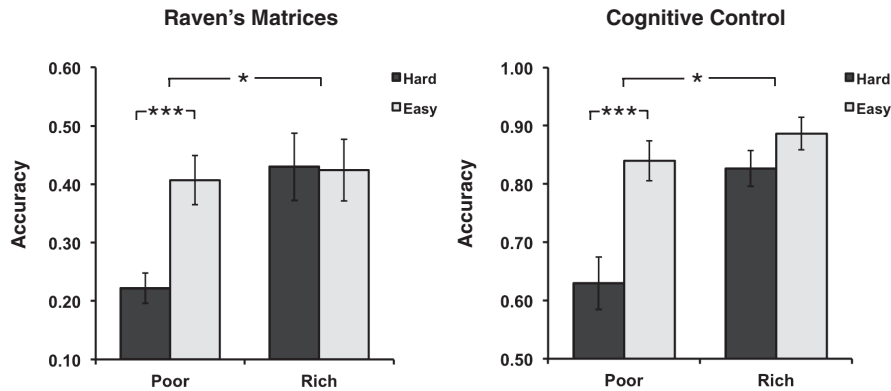 Raven's Matrices
Accuracy
0.60
0.50
0.40
0.30
0.20
0.10
*
***
Hard
Easy
Poor
Rich
Cognitive Control
Accuracy
1.00
0.90
0.80
0.70
0.60
0.50
*
***
Hard
Easy
Poor
Rich